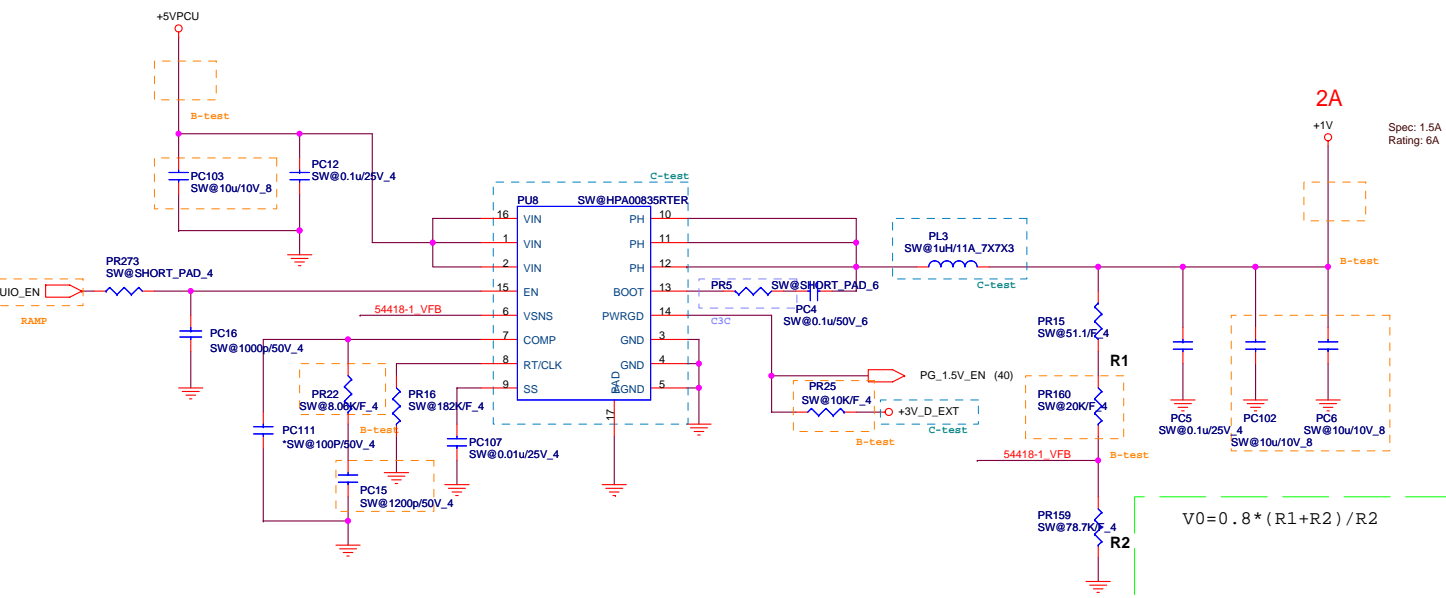 +5VPCU
B-test
PC103
SW@10u/10V_8
PC12
SW@0.1u/25V_4
2A
+1V
Spec: 1.5A
Rating: 6A
B-test
C-test
PU8
SW@HPA00835RTER
16 VIN
1 VIN
2 VIN
15 EN
6 VSNS
7 COMP
8 RT/CLK
9 SS
PH 10
PH 11
PH 12
BOOT 13
PWRGD 14
GND 3
GND 4
AGND 5
PAD
17
PR273
SW@SHORT_PAD_4
UIO_EN
RAMP
54418-1_VFB
PC16
SW@1000p/50V_4
PR22
SW@8.06K/F_4
B-test
PR16
SW@182K/F_4
PC111
*SW@100P/50V_4
PC107
SW@0.01u/25V_4
PC15
SW@1200p/50V_4
PL3
SW@1uH/11A_7X7X3
C-test
PR5
SW@SHORT_PAD_6
C3C
PC4
SW@0.1u/50V_6
PG_1.5V_EN (40)
PR25
SW@10K/F_4
+3V_D_EXT
B-test
C-test
PR15
SW@51.1/F_4
R1
PR160
SW@20K/F_4
B-test
PC5
SW@0.1u/25V_4
PC102
SW@10u/10V_8
PC6
SW@10u/10V_8
54418-1_VFB
PR159
SW@78.7K/F_4
R2
V0=0.8*(R1+R2)/R2